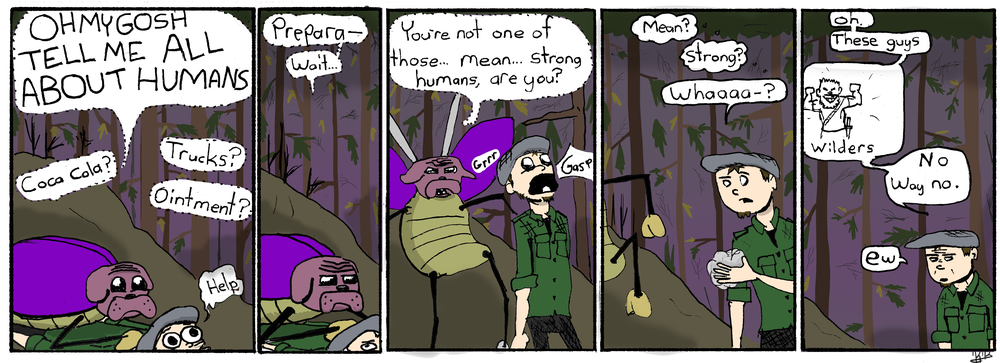 OHMYGOSH
TELL ME ALL
ABOUT HUMANS
Coca Cola?
Trucks?
Ointment?
Help
Prepara-
Wait...
You're not one of
those... mean... strong
humans, are you?
Grrr
Gasp
Mean?
Strong?
Whaaaa-?
oh.
These guys
Wilders
No
Way no.
ew